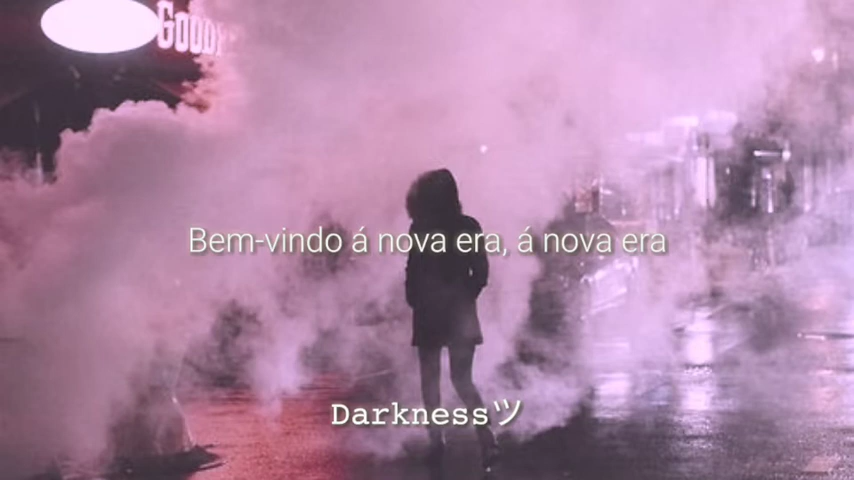 Bem-vindo á nova era, á nova era
Darknessツ